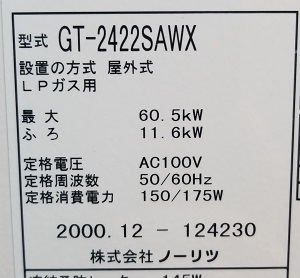 型式 GT-2422SAWX
設置の方式 屋外式
LPガス用
最大 60.5kW
ふろ 11.6kW
定格電圧 AC100V
定格周波数 50/60Hz
定格消費電力 150/175W
2000.12 - 124230
株式会社 ノーリツ